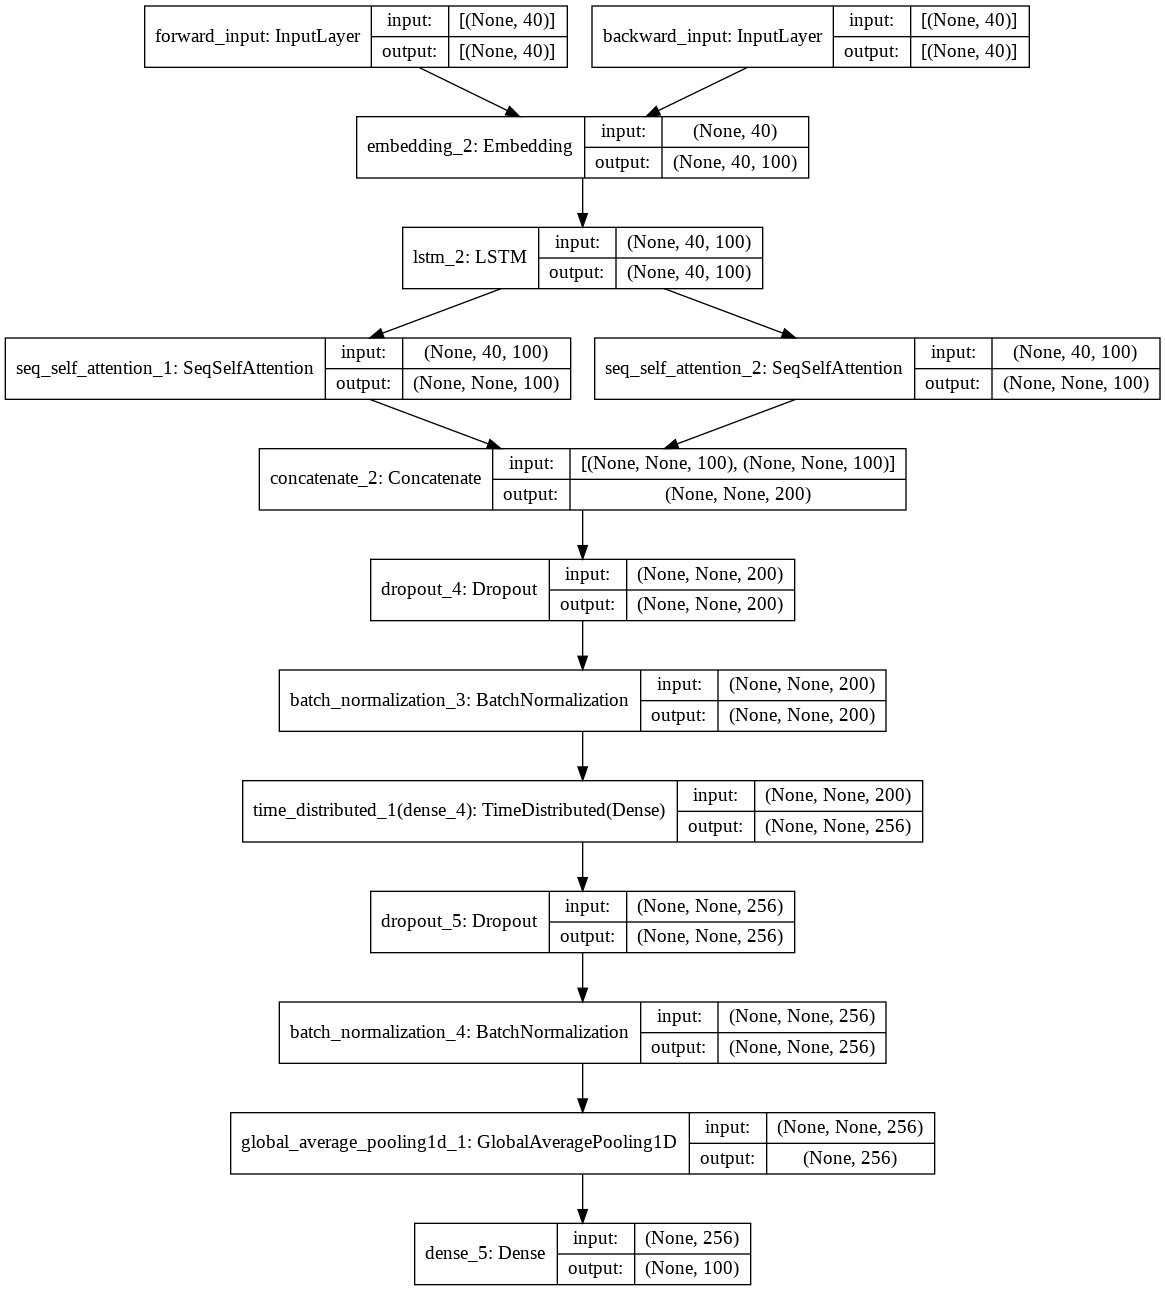 forward_input: InputLayer input: [(None, 40)] output: [(None, 40)]
backward_input: InputLayer input: [(None, 40)] output: [(None, 40)]
embedding_2: Embedding input: (None, 40) output: (None, 40, 100)
lstm_2: LSTM input: (None, 40, 100) output: (None, 40, 100)
seq_self_attention_1: SeqSelfAttention input: (None, 40, 100) output: (None, None, 100)
seq_self_attention_2: SeqSelfAttention input: (None, 40, 100) output: (None, None, 100)
concatenate_2: Concatenate input: [(None, None, 100), (None, None, 100)] output: (None, None, 200)
dropout_4: Dropout input: (None, None, 200) output: (None, None, 200)
batch_normalization_3: BatchNormalization input: (None, None, 200) output: (None, None, 200)
time_distributed_1(dense_4): TimeDistributed(Dense) input: (None, None, 200) output: (None, None, 256)
dropout_5: Dropout input: (None, None, 256) output: (None, None, 256)
batch_normalization_4: BatchNormalization input: (None, None, 256) output: (None, None, 256)
global_average_pooling1d_1: GlobalAveragePooling1D input: (None, None, 256) output: (None, 256)
dense_5: Dense input: (None, 256) output: (None, 100)